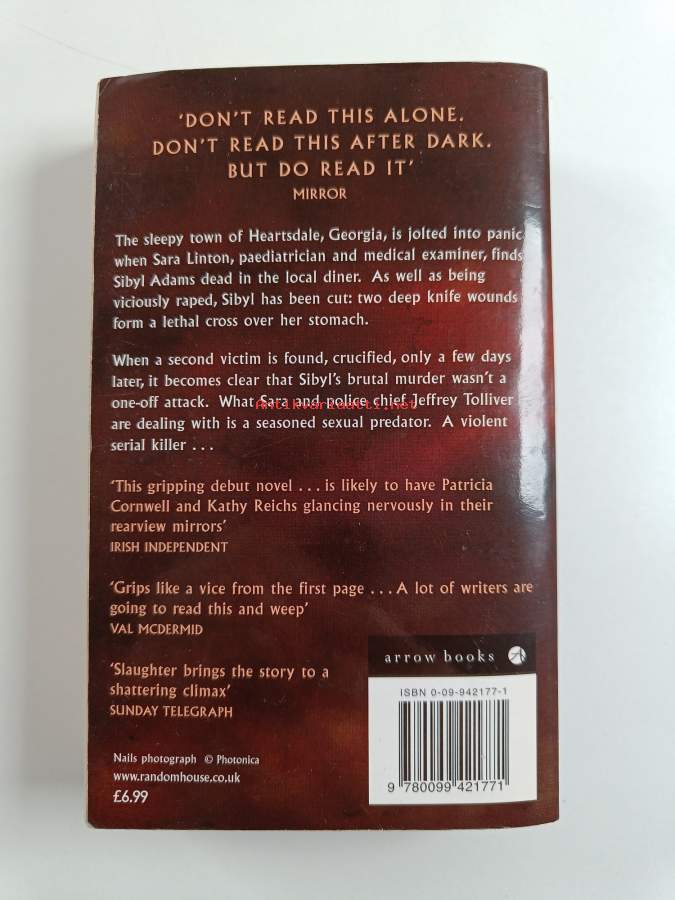 ‘DON’T READ THIS ALONE.
DON’T READ THIS AFTER DARK.
BUT DO READ IT’
MIRROR
The sleepy town of Heartsdale, Georgia, is jolted into panic
when Sara Linton, paediatrician and medical examiner, finds
Sibyl Adams dead in the local diner. As well as being
viciously raped, Sibyl has been cut: two deep knife wounds
form a lethal cross over her stomach.
When a second victim is found, crucified, only a few days
later, it becomes clear that Sibyl’s brutal murder wasn’t a
one-off attack. What Sara and police chief Jeffrey Tolliver
Antikvariaatti.net
are dealing with is a seasoned sexual predator. A violent
serial killer . . .
‘This gripping debut novel . . . is likely to have Patricia
Cornwell and Kathy Reichs glancing nervously in their
rearview mirrors’
IRISH INDEPENDENT
‘Grips like a vice from the first page . . . A lot of writers are
going to read this and weep’
VAL MCDERMID
‘Slaughter brings the story to a
shattering climax’
SUNDAY TELEGRAPH
arrow books
ISBN 0-09-942177-1
9 780099 421771
Nails photograph © Photonica
www.randomhouse.co.uk
£6.99